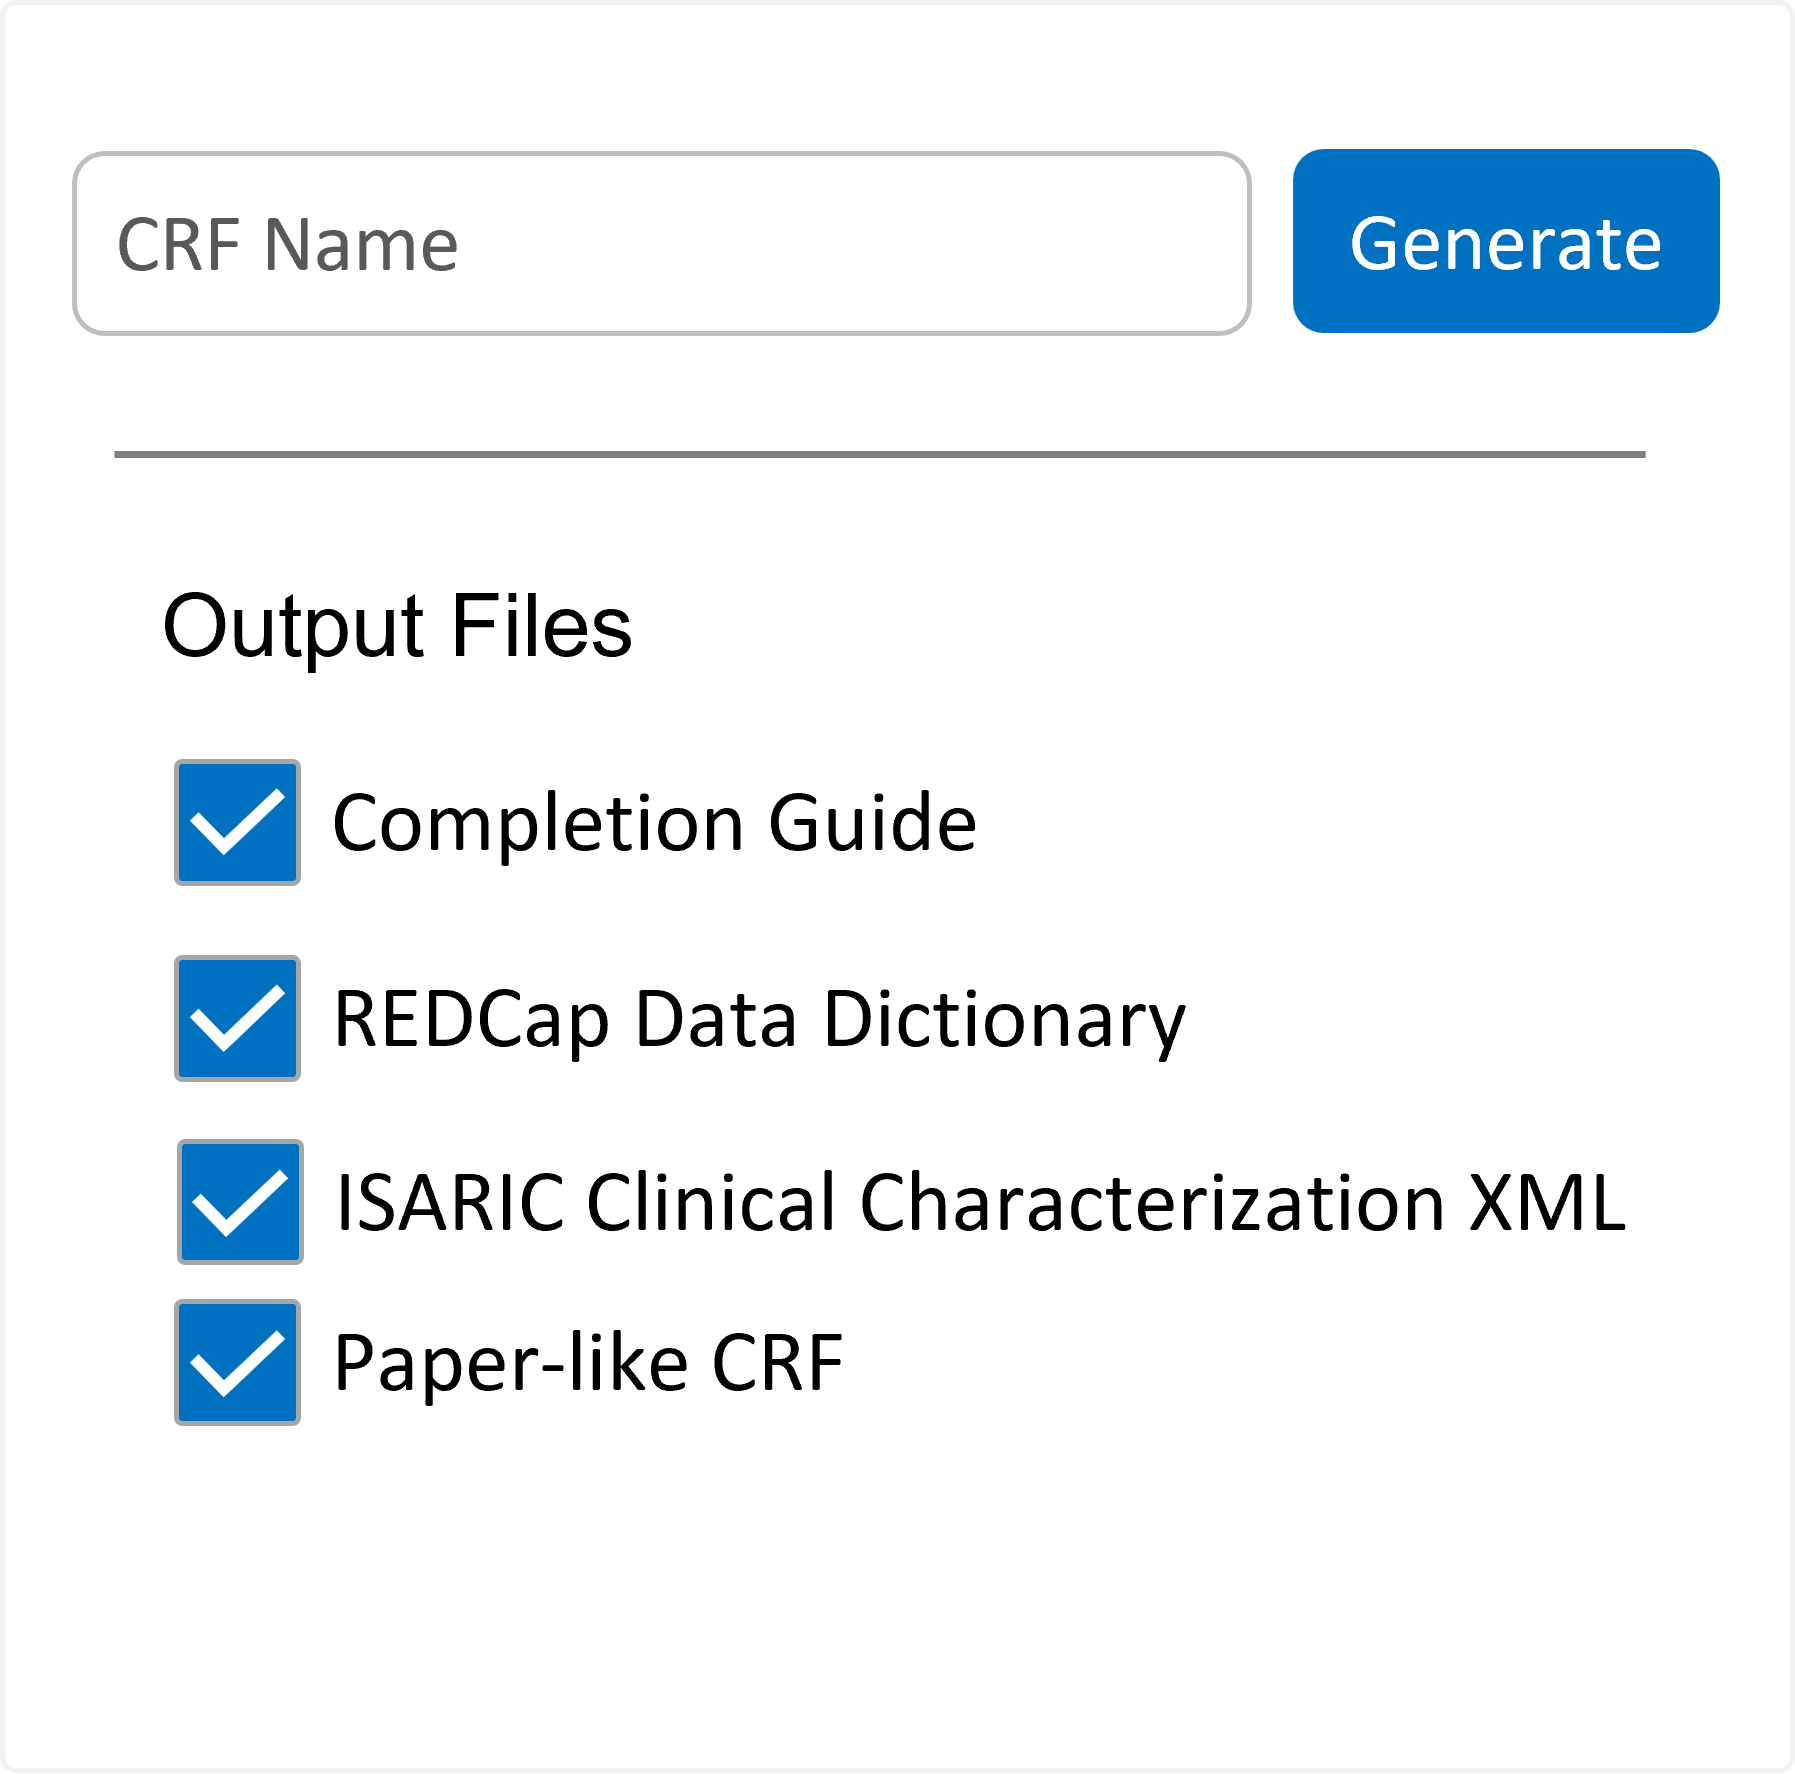 CRF Name
Generate
Output Files
Completion Guide
REDCap Data Dictionary
ISARIC Clinical Characterization XML
Paper-like CRF